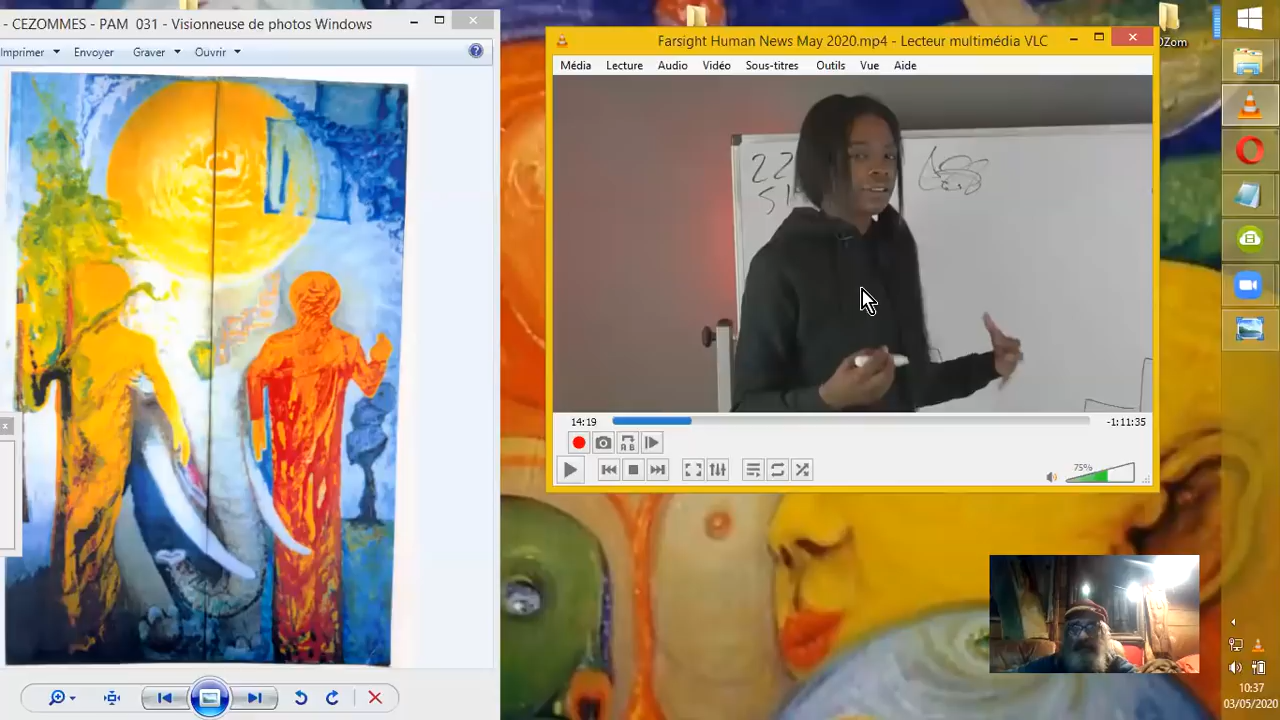 - CEZOMMES - PAM 031 - Visionneuse de photos Windows
Imprimer Envoyer Graver Ouvrir
Farsight Human News May 2020.mp4 - Lecteur multimédia VLC
Média Lecture Audio Vidéo Sous-titres Outils Vue Aide
22
14:19
-1:11:35
75%
OZom
10:37
03/05/2020